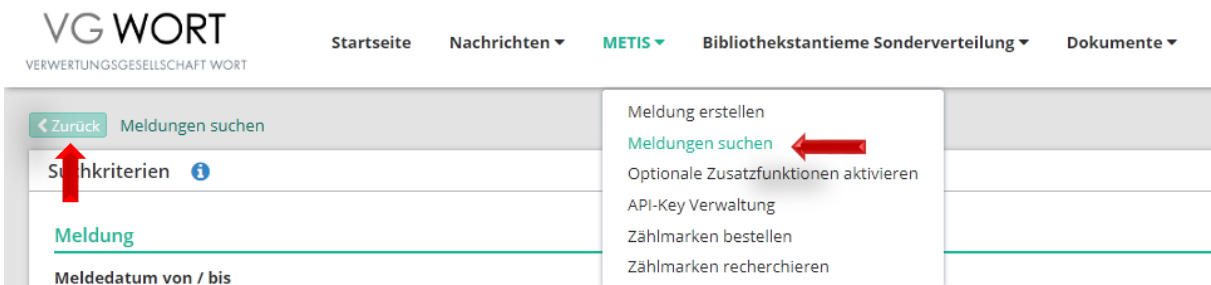 VG WORT
VERWERTUNGSGESELLSCHAFT WORT
Startseite Nachrichten METIS Bibliothekstantieme Sonderverteilung Dokumente
Zurück Meldungen suchen
Suchkriterien
Meldung
Meldedatum von / bis
Meldung erstellen
Meldungen suchen
Optionale Zusatzfunktionen aktivieren
API-Key Verwaltung
Zählmarken bestellen
Zählmarken recherchieren